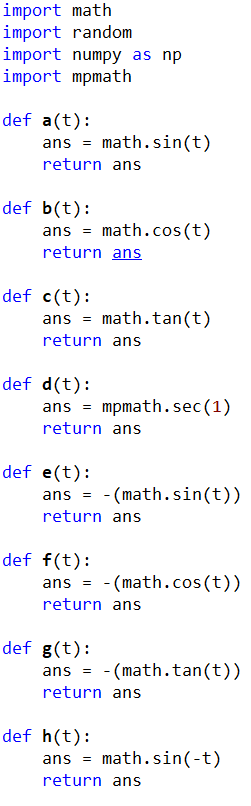 import math
import random
import numpy as np
import mpmath

def a(t):
    ans = math.sin(t)
    return ans

def b(t):
    ans = math.cos(t)
    return ans

def c(t):
    ans = math.tan(t)
    return ans

def d(t):
    ans = mpmath.sec(1)
    return ans

def e(t):
    ans = -(math.sin(t))
    return ans

def f(t):
    ans = -(math.cos(t))
    return ans

def g(t):
    ans = -(math.tan(t))
    return ans

def h(t):
    ans = math.sin(-t)
    return ans